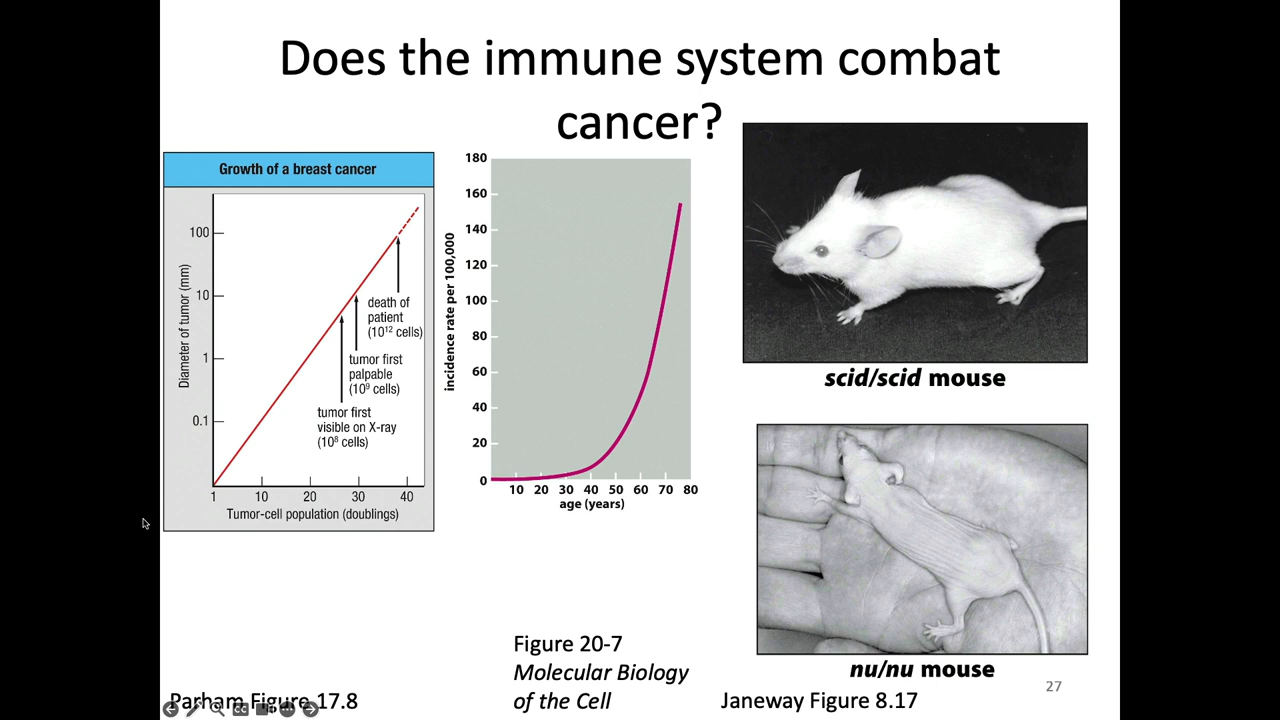 Does the immune system combat
cancer?
Growth of a breast cancer
Diameter of tumor (mm)
100
10
1
0.1
death of
patient
(10¹² cells)
tumor first
palpable
(10⁹ cells)
tumor first
visible on X-ray
(10⁸ cells)
1 10 20 30 40
Tumor-cell population (doublings)
Parham Figure 17.8
incidence rate per 100,000
180
160
140
120
100
80
60
40
20
0
10 20 30 40 50 60 70 80
age (years)
Figure 20-7
Molecular Biology
of the Cell
scid/scid mouse
nu/nu mouse
Janeway Figure 8.17
27
CC